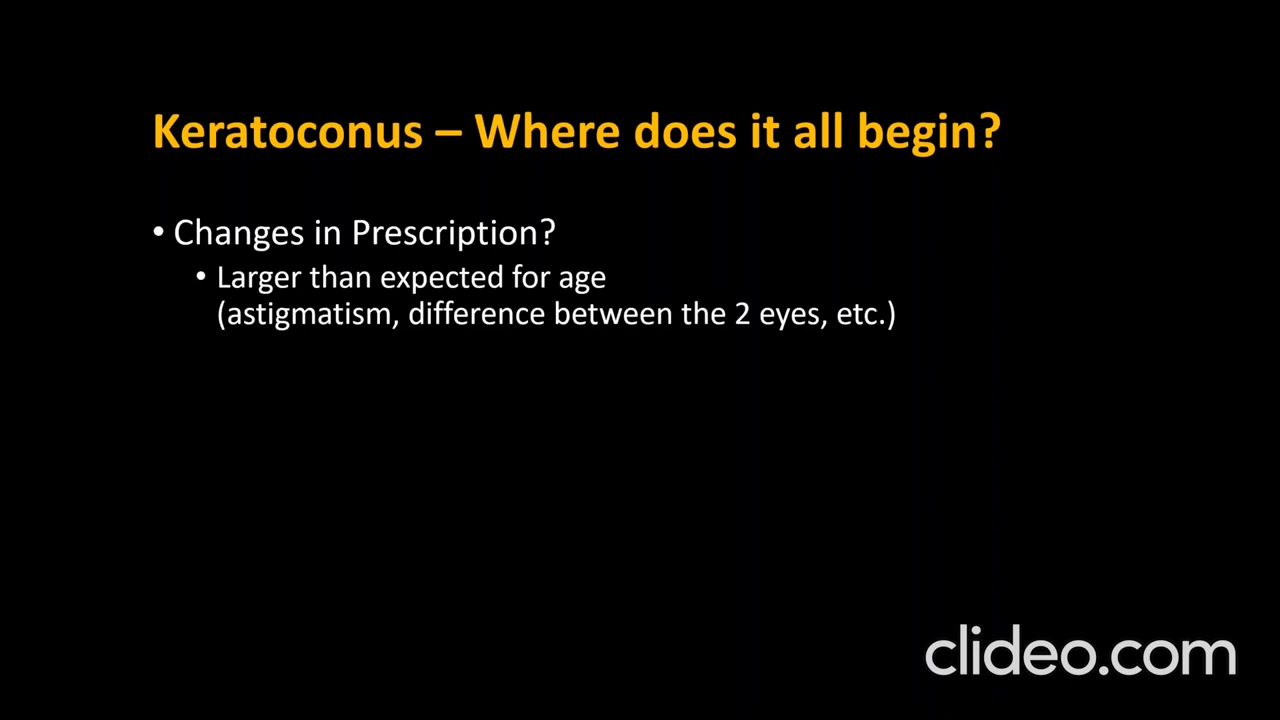 Keratoconus – Where does it all begin?
• Changes in Prescription?
• Larger than expected for age
(astigmatism, difference between the 2 eyes, etc.)
clideo.com